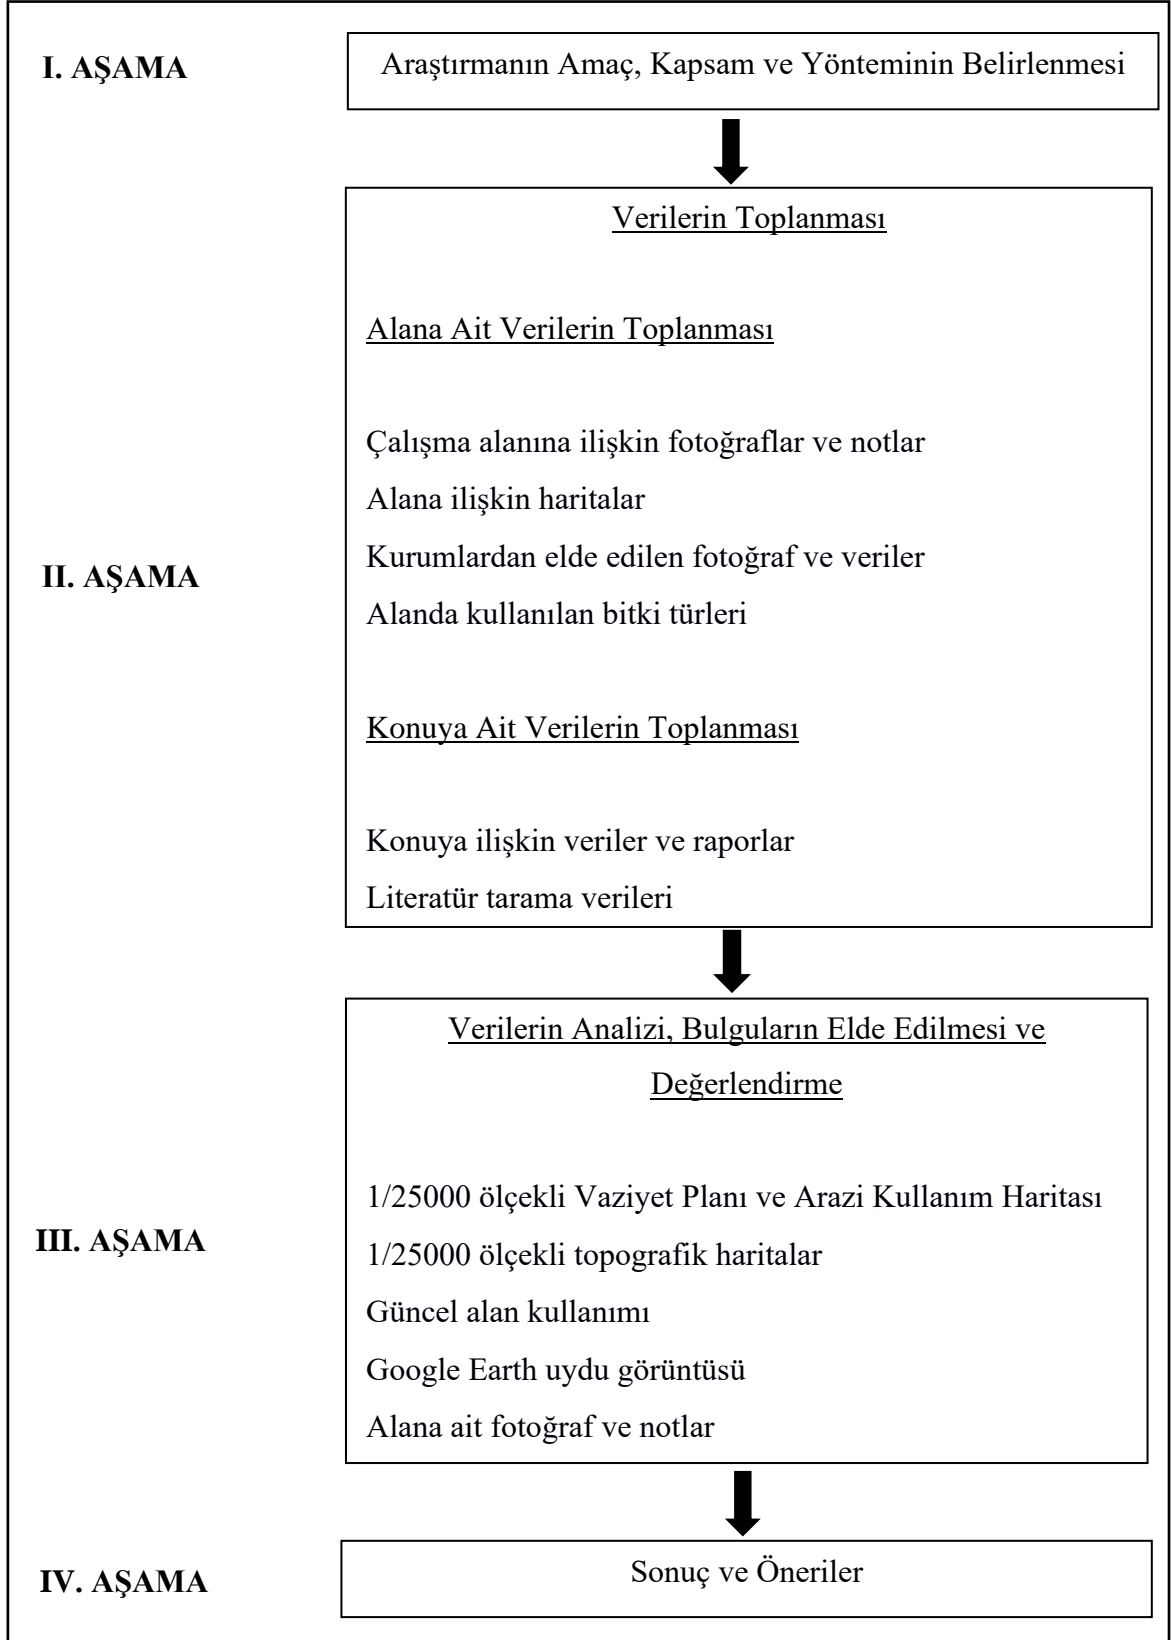 I. AŞAMA
Araştırmanın Amaç, Kapsam ve Yönteminin Belirlenmesi
Verilerin Toplanması
Alana Ait Verilerin Toplanması
Çalışma alanına ilişkin fotoğraflar ve notlar
Alana ilişkin haritalar
Kurumlardan elde edilen fotoğraf ve veriler
II. AŞAMA
Alanda kullanılan bitki türleri
Konuya Ait Verilerin Toplanması
Konuya ilişkin veriler ve raporlar
Literatür tarama verileri
Verilerin Analizi, Bulguların Elde Edilmesi ve
Değerlendirme
1/25000 ölçekli Vaziyet Planı ve Arazi Kullanım Haritası
III. AŞAMA
1/25000 ölçekli topografik haritalar
Güncel alan kullanımı
Google Earth uydu görüntüsü
Alana ait fotoğraf ve notlar
IV. AŞAMA
Sonuç ve Öneriler